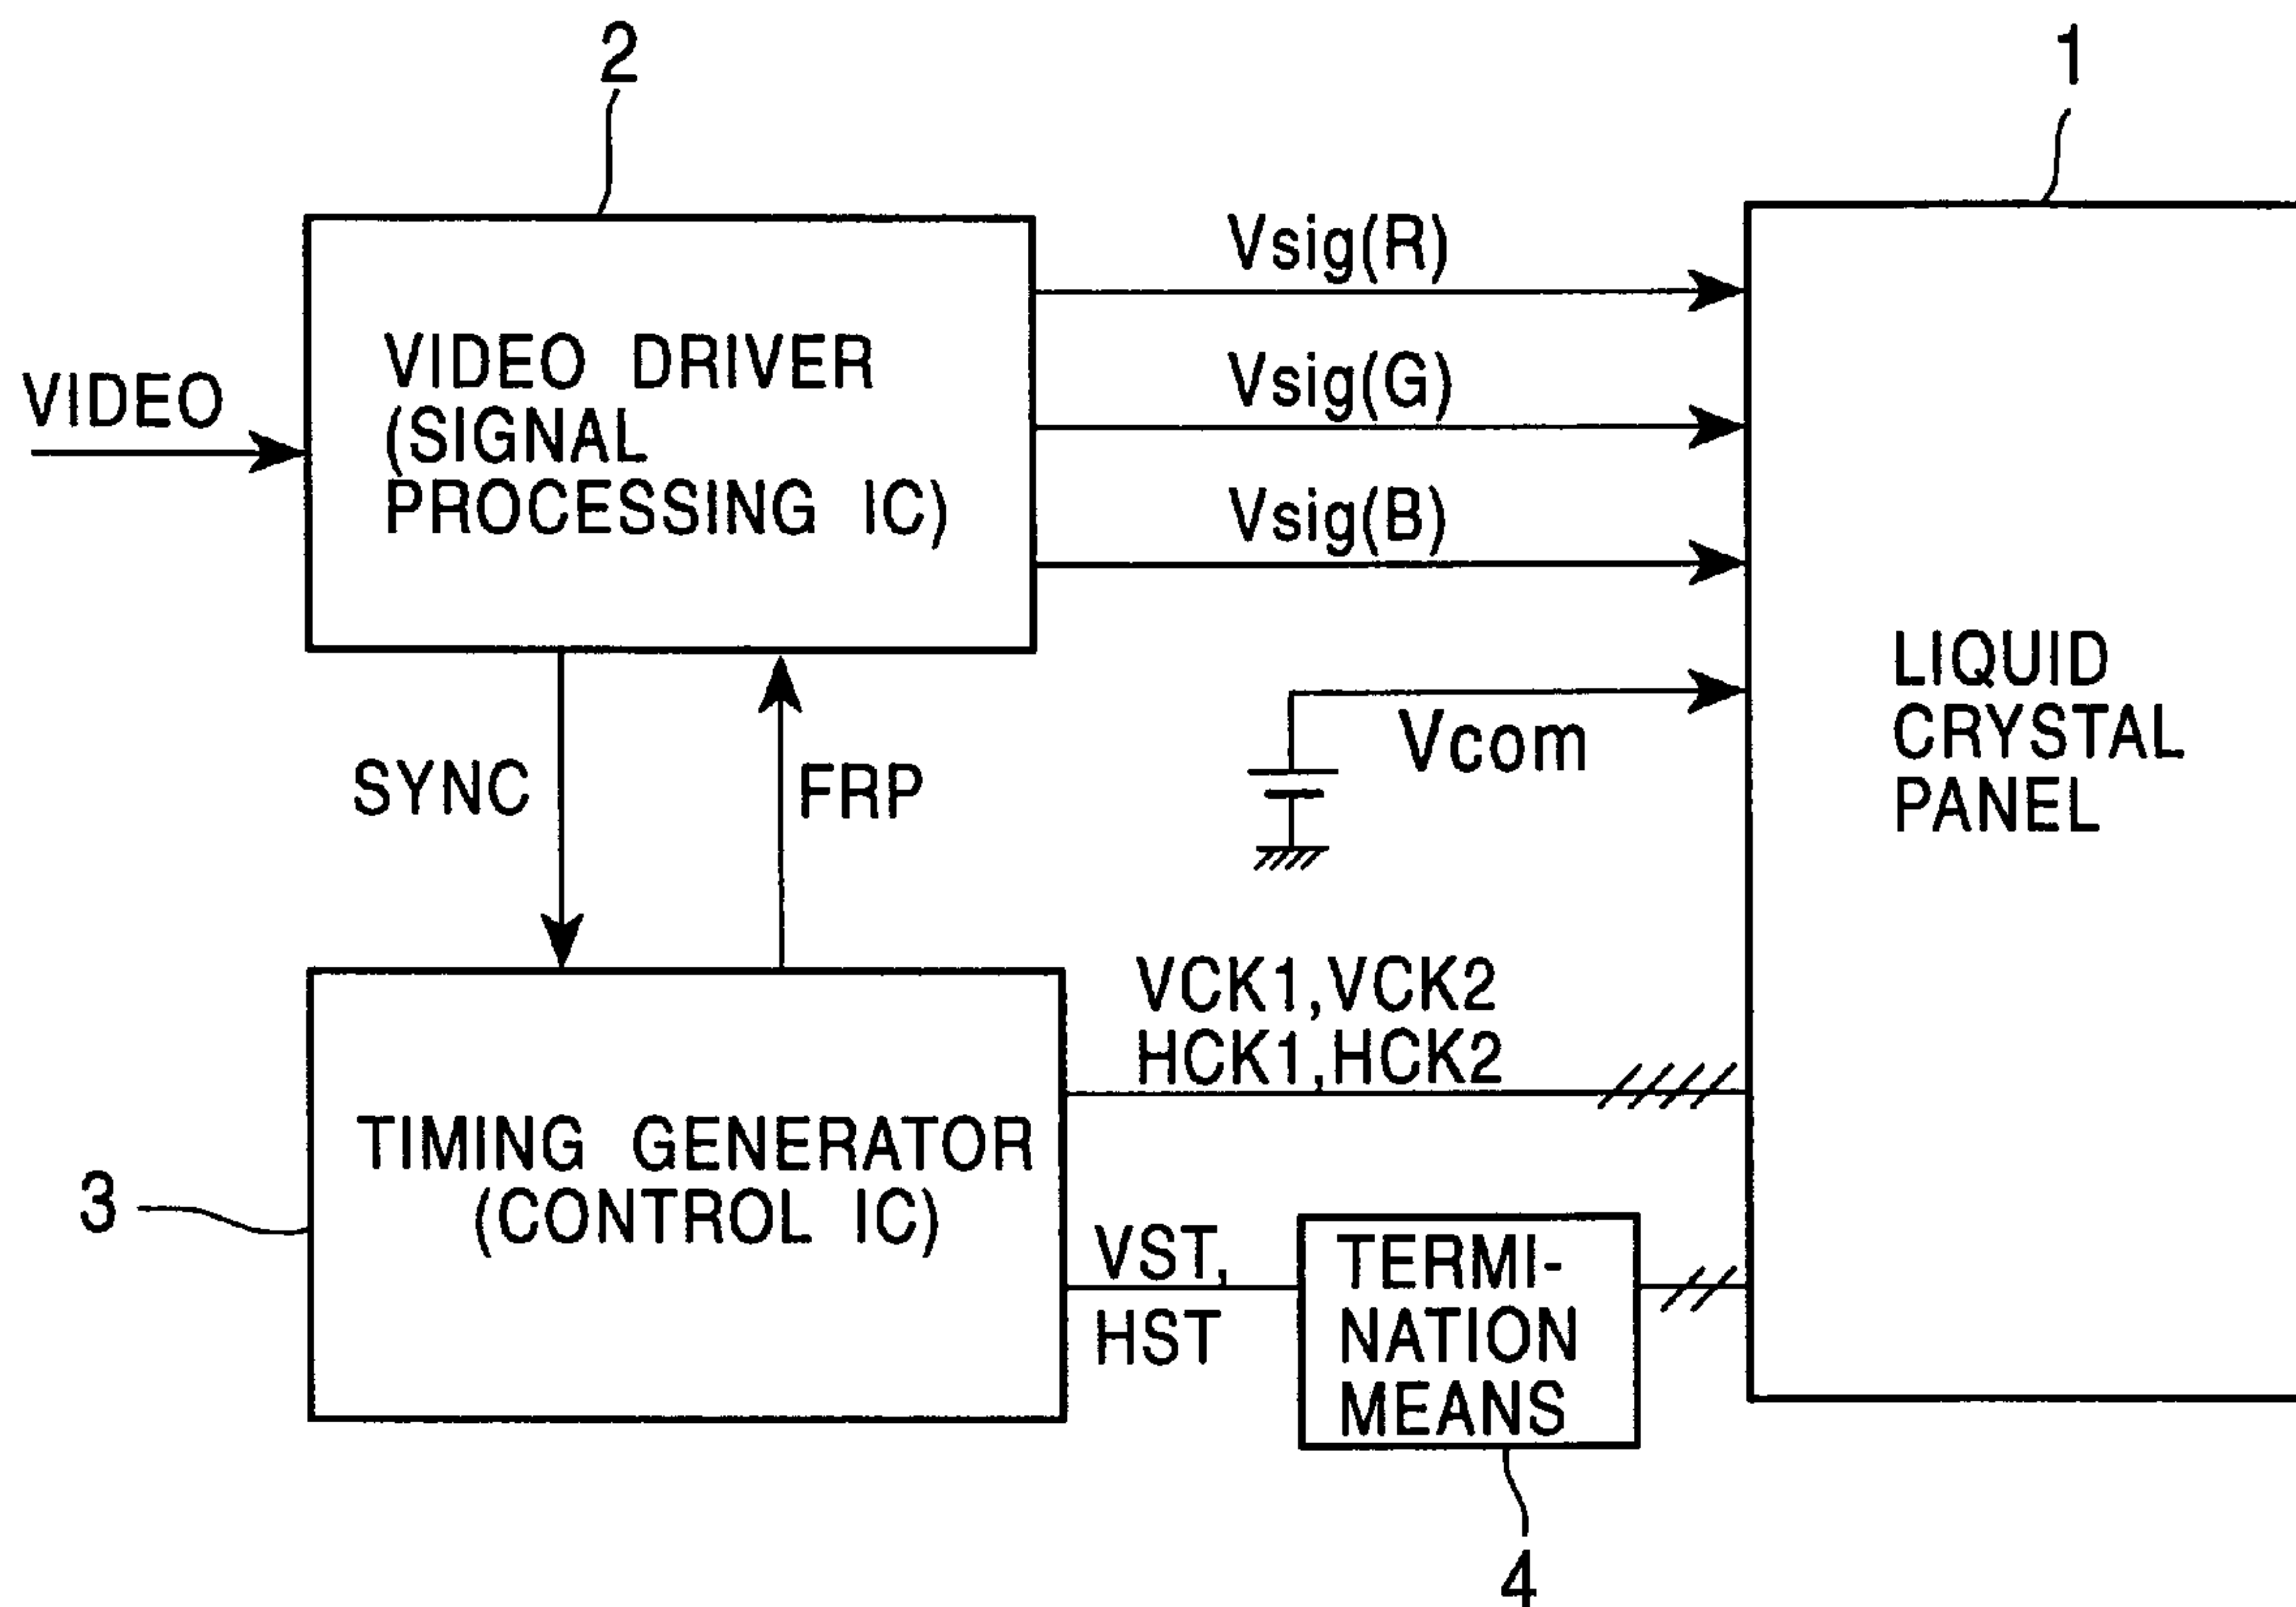 2
1
VIDEO
VIDEO DRIVER
(SIGNAL
PROCESSING IC)
Vsig(R)
Vsig(G)
Vsig(B)
Vcom
LIQUID
CRYSTAL
PANEL
SYNC
FRP
VCK1,VCK2
HCK1,HCK2
3
TIMING GENERATOR
(CONTROL IC)
VST,
HST
TERMI-
NATION
MEANS
4